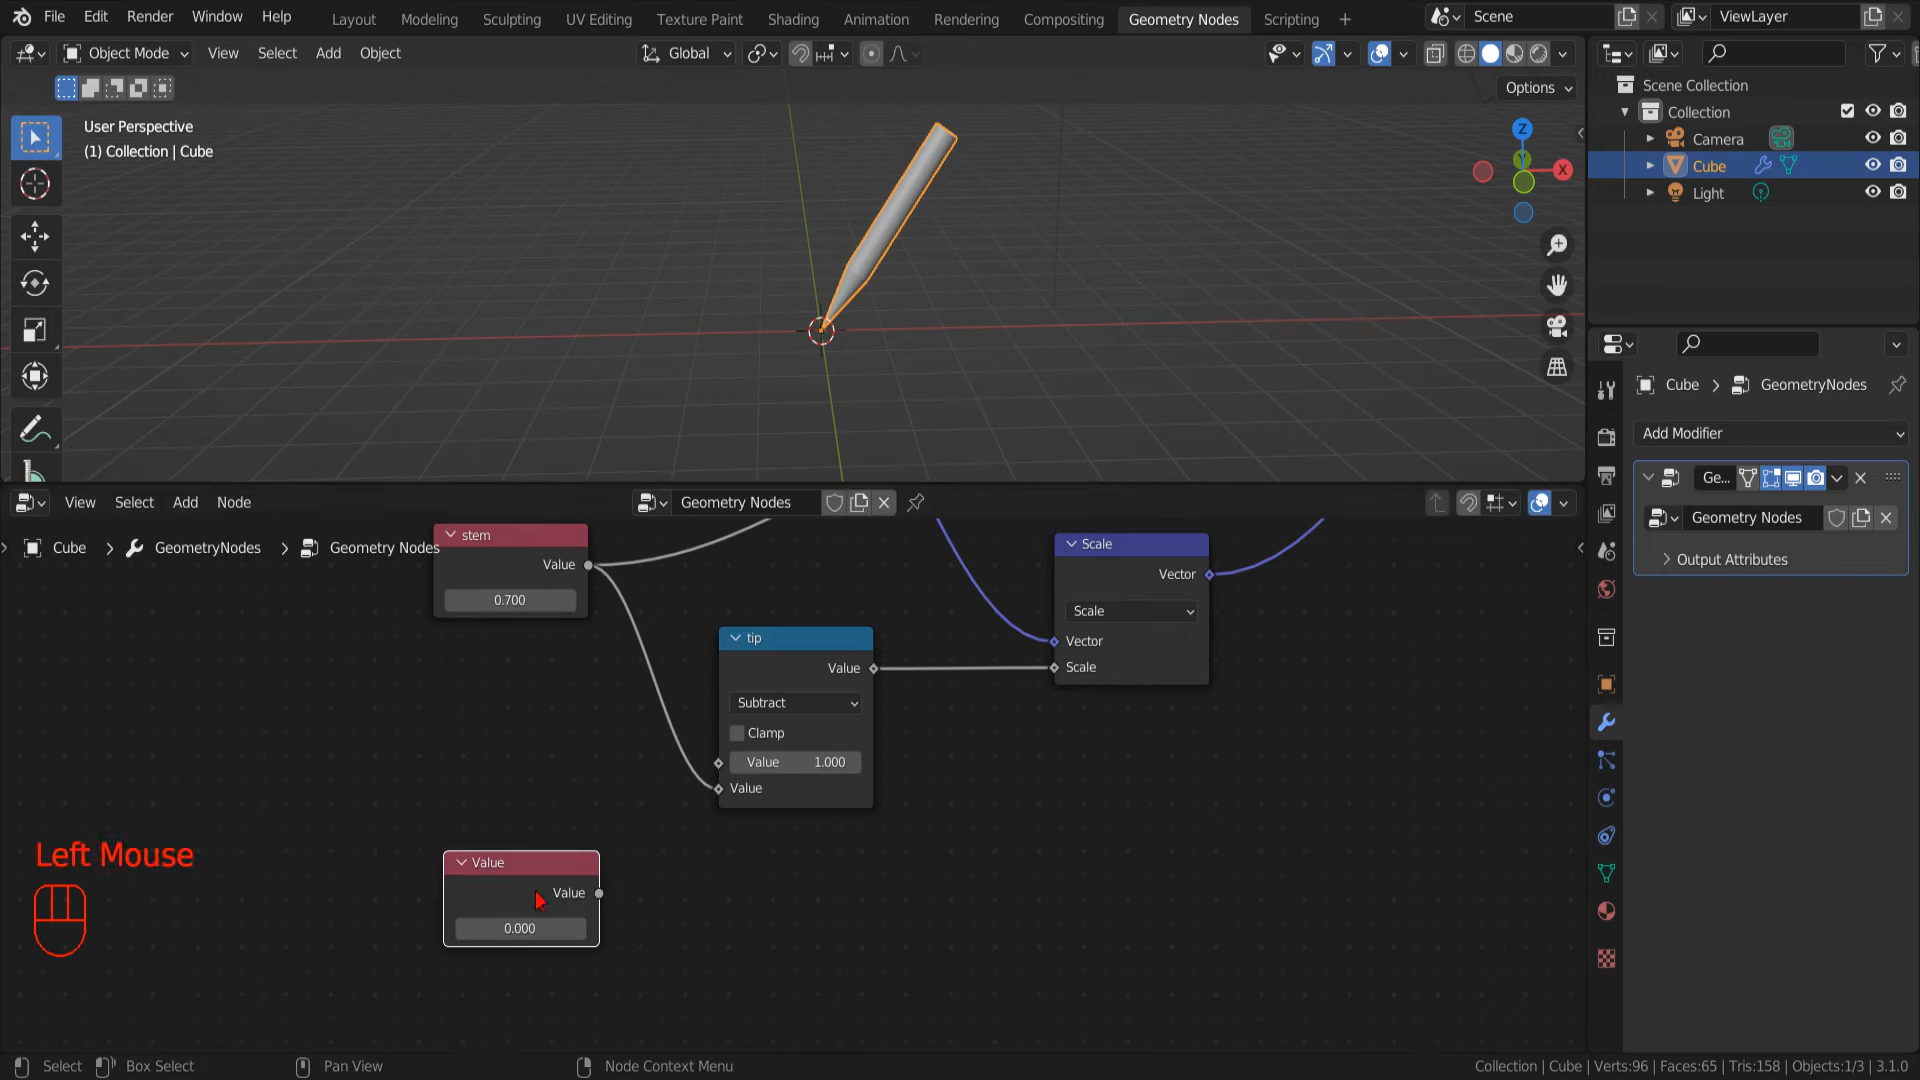 File Edit Render Window Help Layout Modeling Sculpting UV Editing Texture Paint Shading Animation Rendering Compositing Geometry Nodes Scripting + Scene ViewLayer
Object Mode View Select Add Object Global
Options
User Perspective
(1) Collection | Cube
Z
Y
X
Scene Collection
Collection
Camera
Cube
Light
Cube > GeometryNodes
Add Modifier
Ge...
Geometry Nodes
Output Attributes
View Select Add Node Geometry Nodes
Cube > GeometryNodes > Geometry Nodes
stem
Value
0.700
tip
Value
Subtract
Clamp
Value 1.000
Value
Scale
Vector
Scale
Vector
Scale
Value
Value
0.000
Left Mouse
Select Box Select Pan View Node Context Menu Collection | Cube | Verts:96 | Faces:65 | Tris:158 | Objects:1/3 | 3.1.0